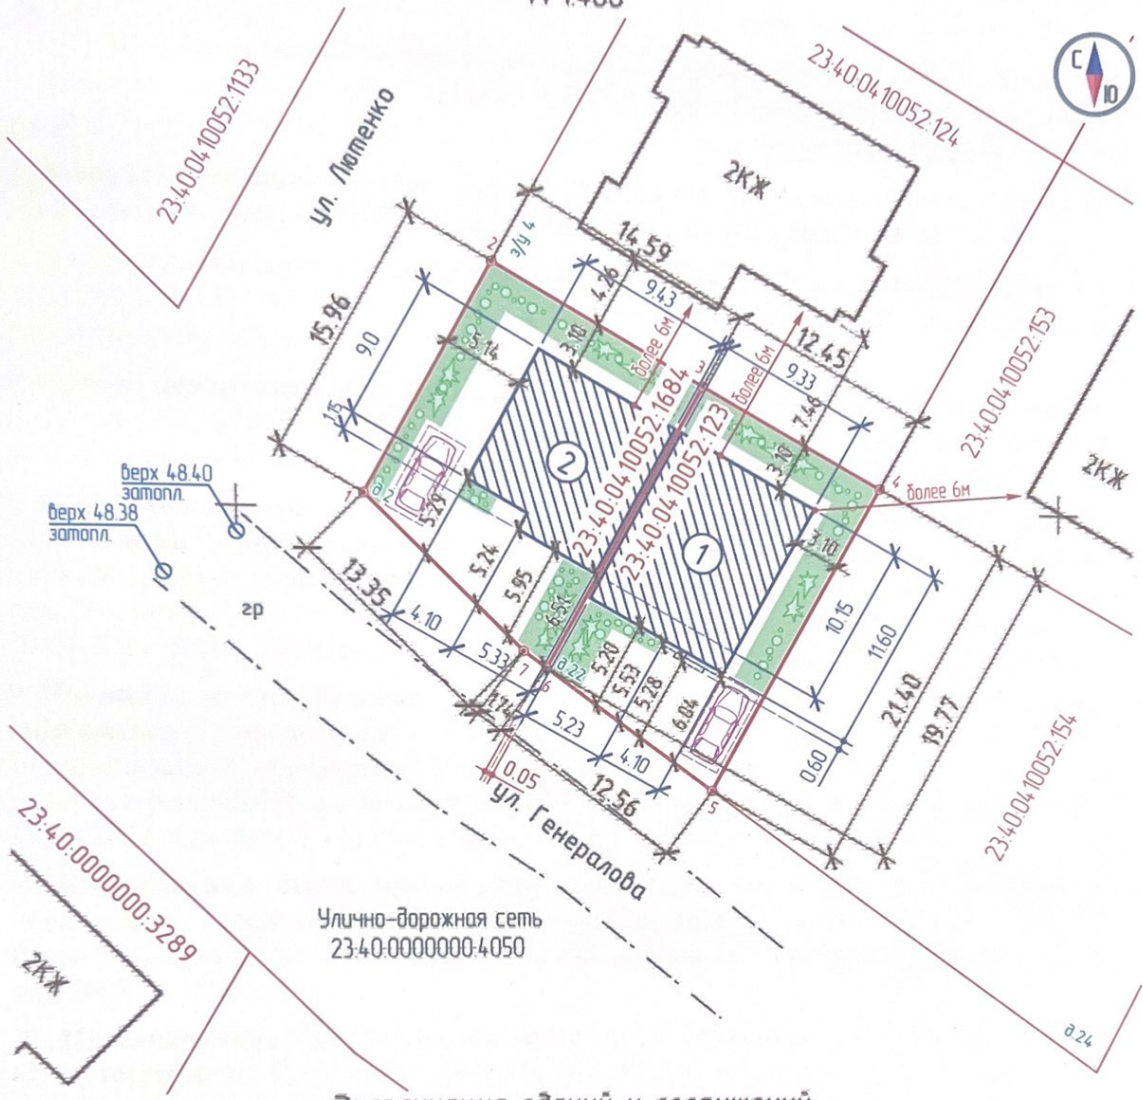 23:40:0410052:1133
ул. Лютенко
23:40:0410052:124
С
Ю
2КЖ
2
з/у 4
14.59
4.26
9.43
более 6м
более 6м
12.45
9.33
7.46
3
15.96
9.0
5.14
3.10
3.10
23:40:0410052:153
2КЖ
верх 48.40
затопл.
верх 48.38
затопл.
гр
1
д.2
5.29
2
23:40:0410052:1684
23:40:0410052:123
1
4
более 6м
3.10
13.35
4.10
5.24
5.95
6.51
5.33
7
6
д.22
5.20
5.53
5.28
6.04
10.15
11.60
21.40
19.77
0.60
5.23
4.10
12.56
5
0.05
ул. Генералова
23:40:0410052:154
23:40:0000000:3289
2КЖ
Улично-дорожная сеть
23:40:0000000:4050
д.24